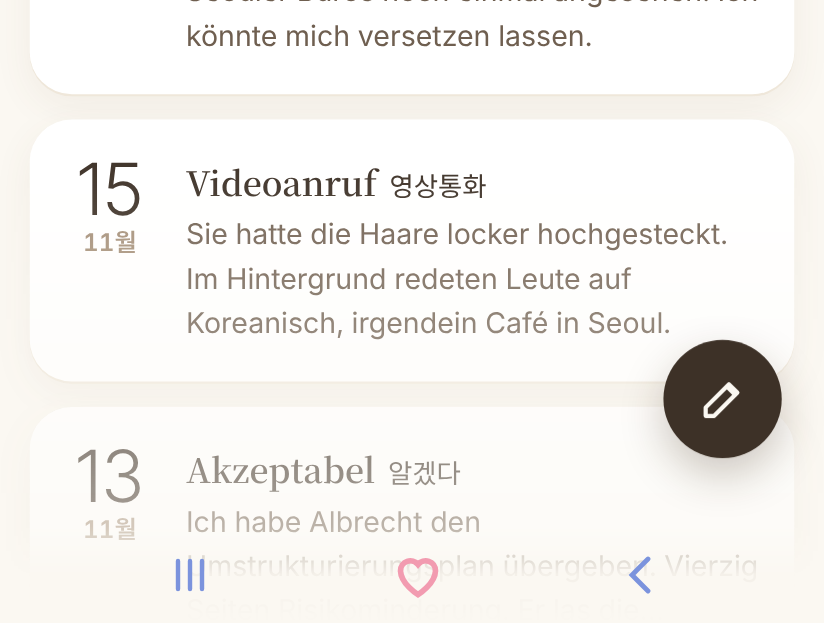 könnte mich versetzen lassen.
15
11월
Videoanruf 영상통화
Sie hatte die Haare locker hochgesteckt.
Im Hintergrund redeten Leute auf
Koreanisch, irgendein Café in Seoul.
13
11월
Akzeptabel 알겠다
Ich habe Albrecht den
Umstrukturierungsplan übergeben. Vierzig